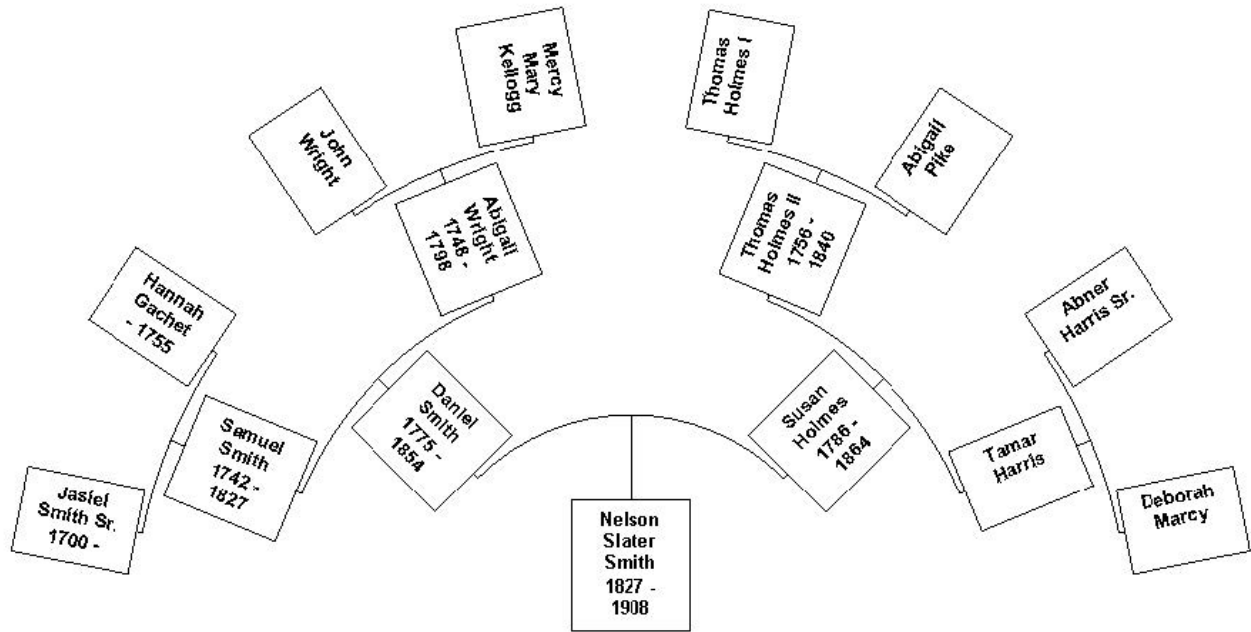 Mercy
Mary
Kellogg
Thomas
Holmes I
John
Wright
Abigail
Pike
Abigail
Wright
1748 -
1798
Thomas
Holmes II
1756 -
1840
Hannah
Gachet
- 1755
Abner
Harris Sr.
Daniel
Smith
1775 -
1854
Susan
Holmes
1786 -
1864
Samuel
Smith
1742 -
1827
Tamar
Harris
Jasiel
Smith Sr.
1700 -
Deborah
Marcy
Nelson
Slater
Smith
1827 -
1908